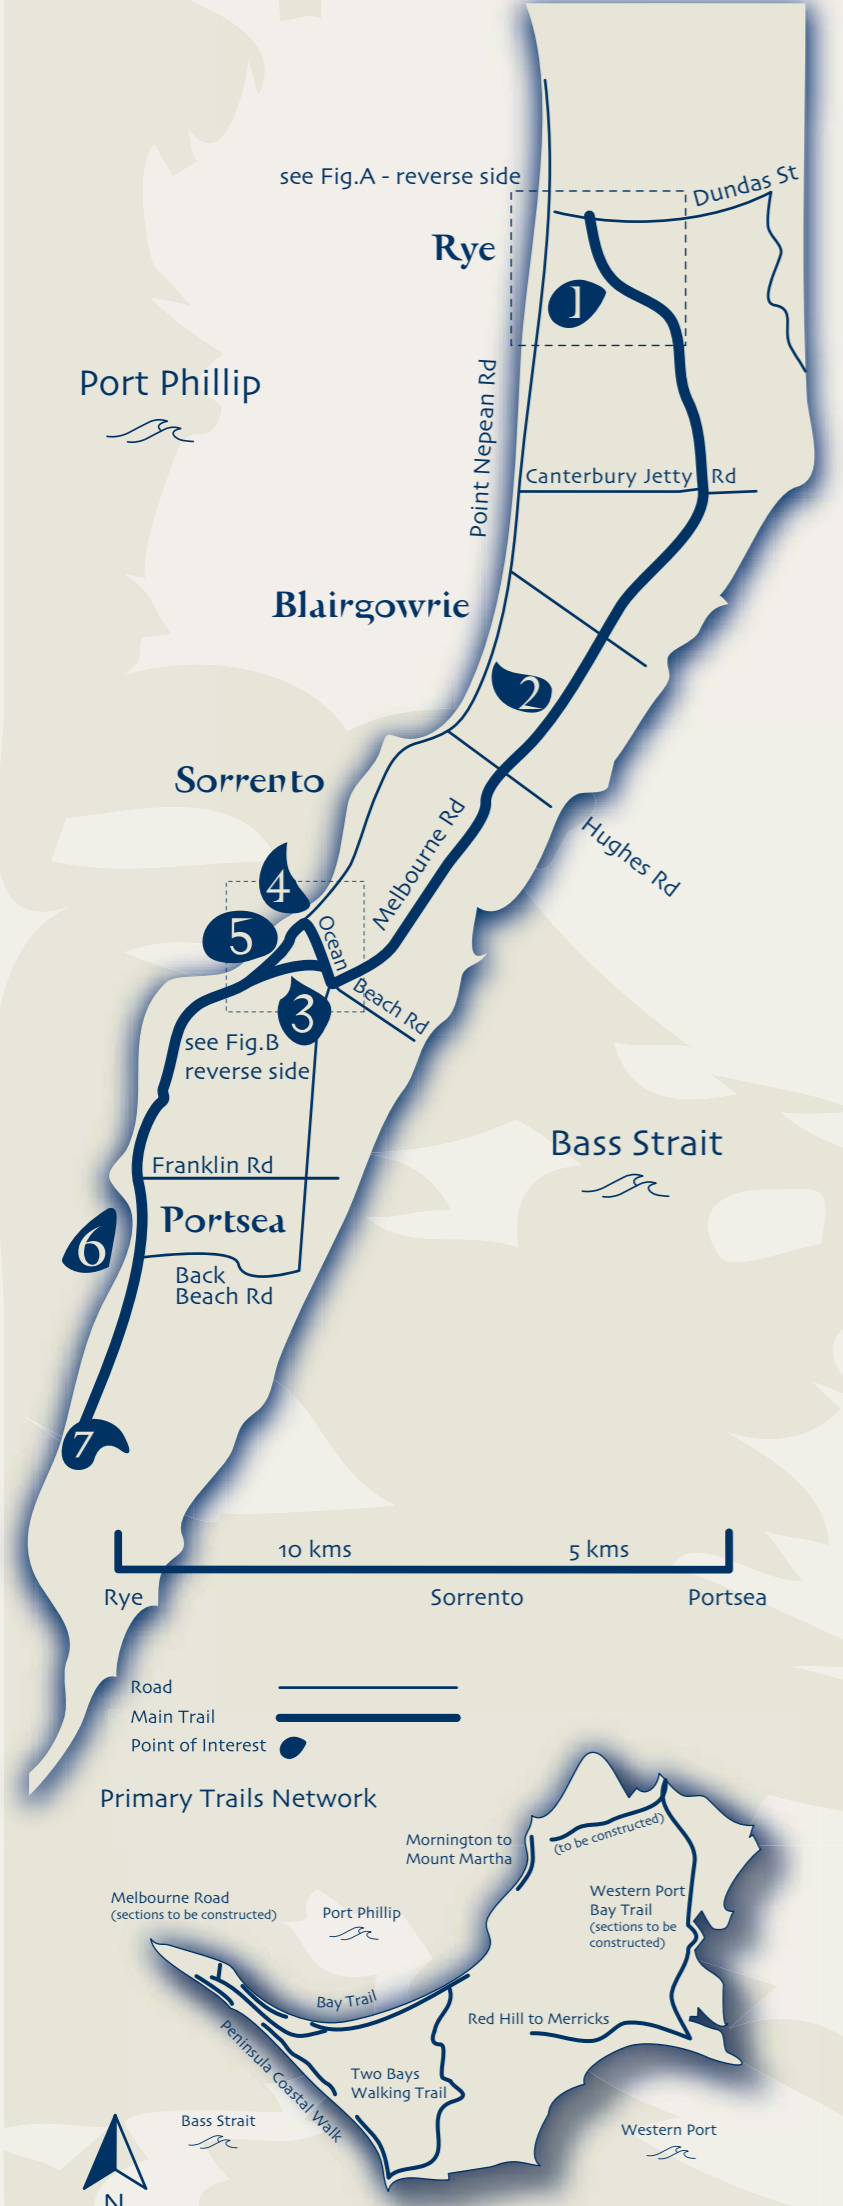 see Fig.A - reverse side
Dundas St
Rye
1
Port Phillip
Point Nepean Rd
Canterbury Jetty Rd
Blairgowrie
2
Sorrento
Melbourne Rd
Hughes Rd
4
5
Ocean
Beach Rd
3
see Fig.B
reverse side
Bass Strait
Franklin Rd
Portsea
6
Back
Beach Rd
7
10 kms
5 kms
Rye
Sorrento
Portsea
Road
Main Trail
Point of Interest
Primary Trails Network
Mornington to
Mount Martha
(to be constructed)
Melbourne Road
(sections to be constructed)
Port Phillip
Western Port
Bay Trail
(sections to be
constructed)
Bay Trail
Red Hill to Merricks
Peninsula Coastal Walk
Two Bays
Walking Trail
Bass Strait
Western Port
N